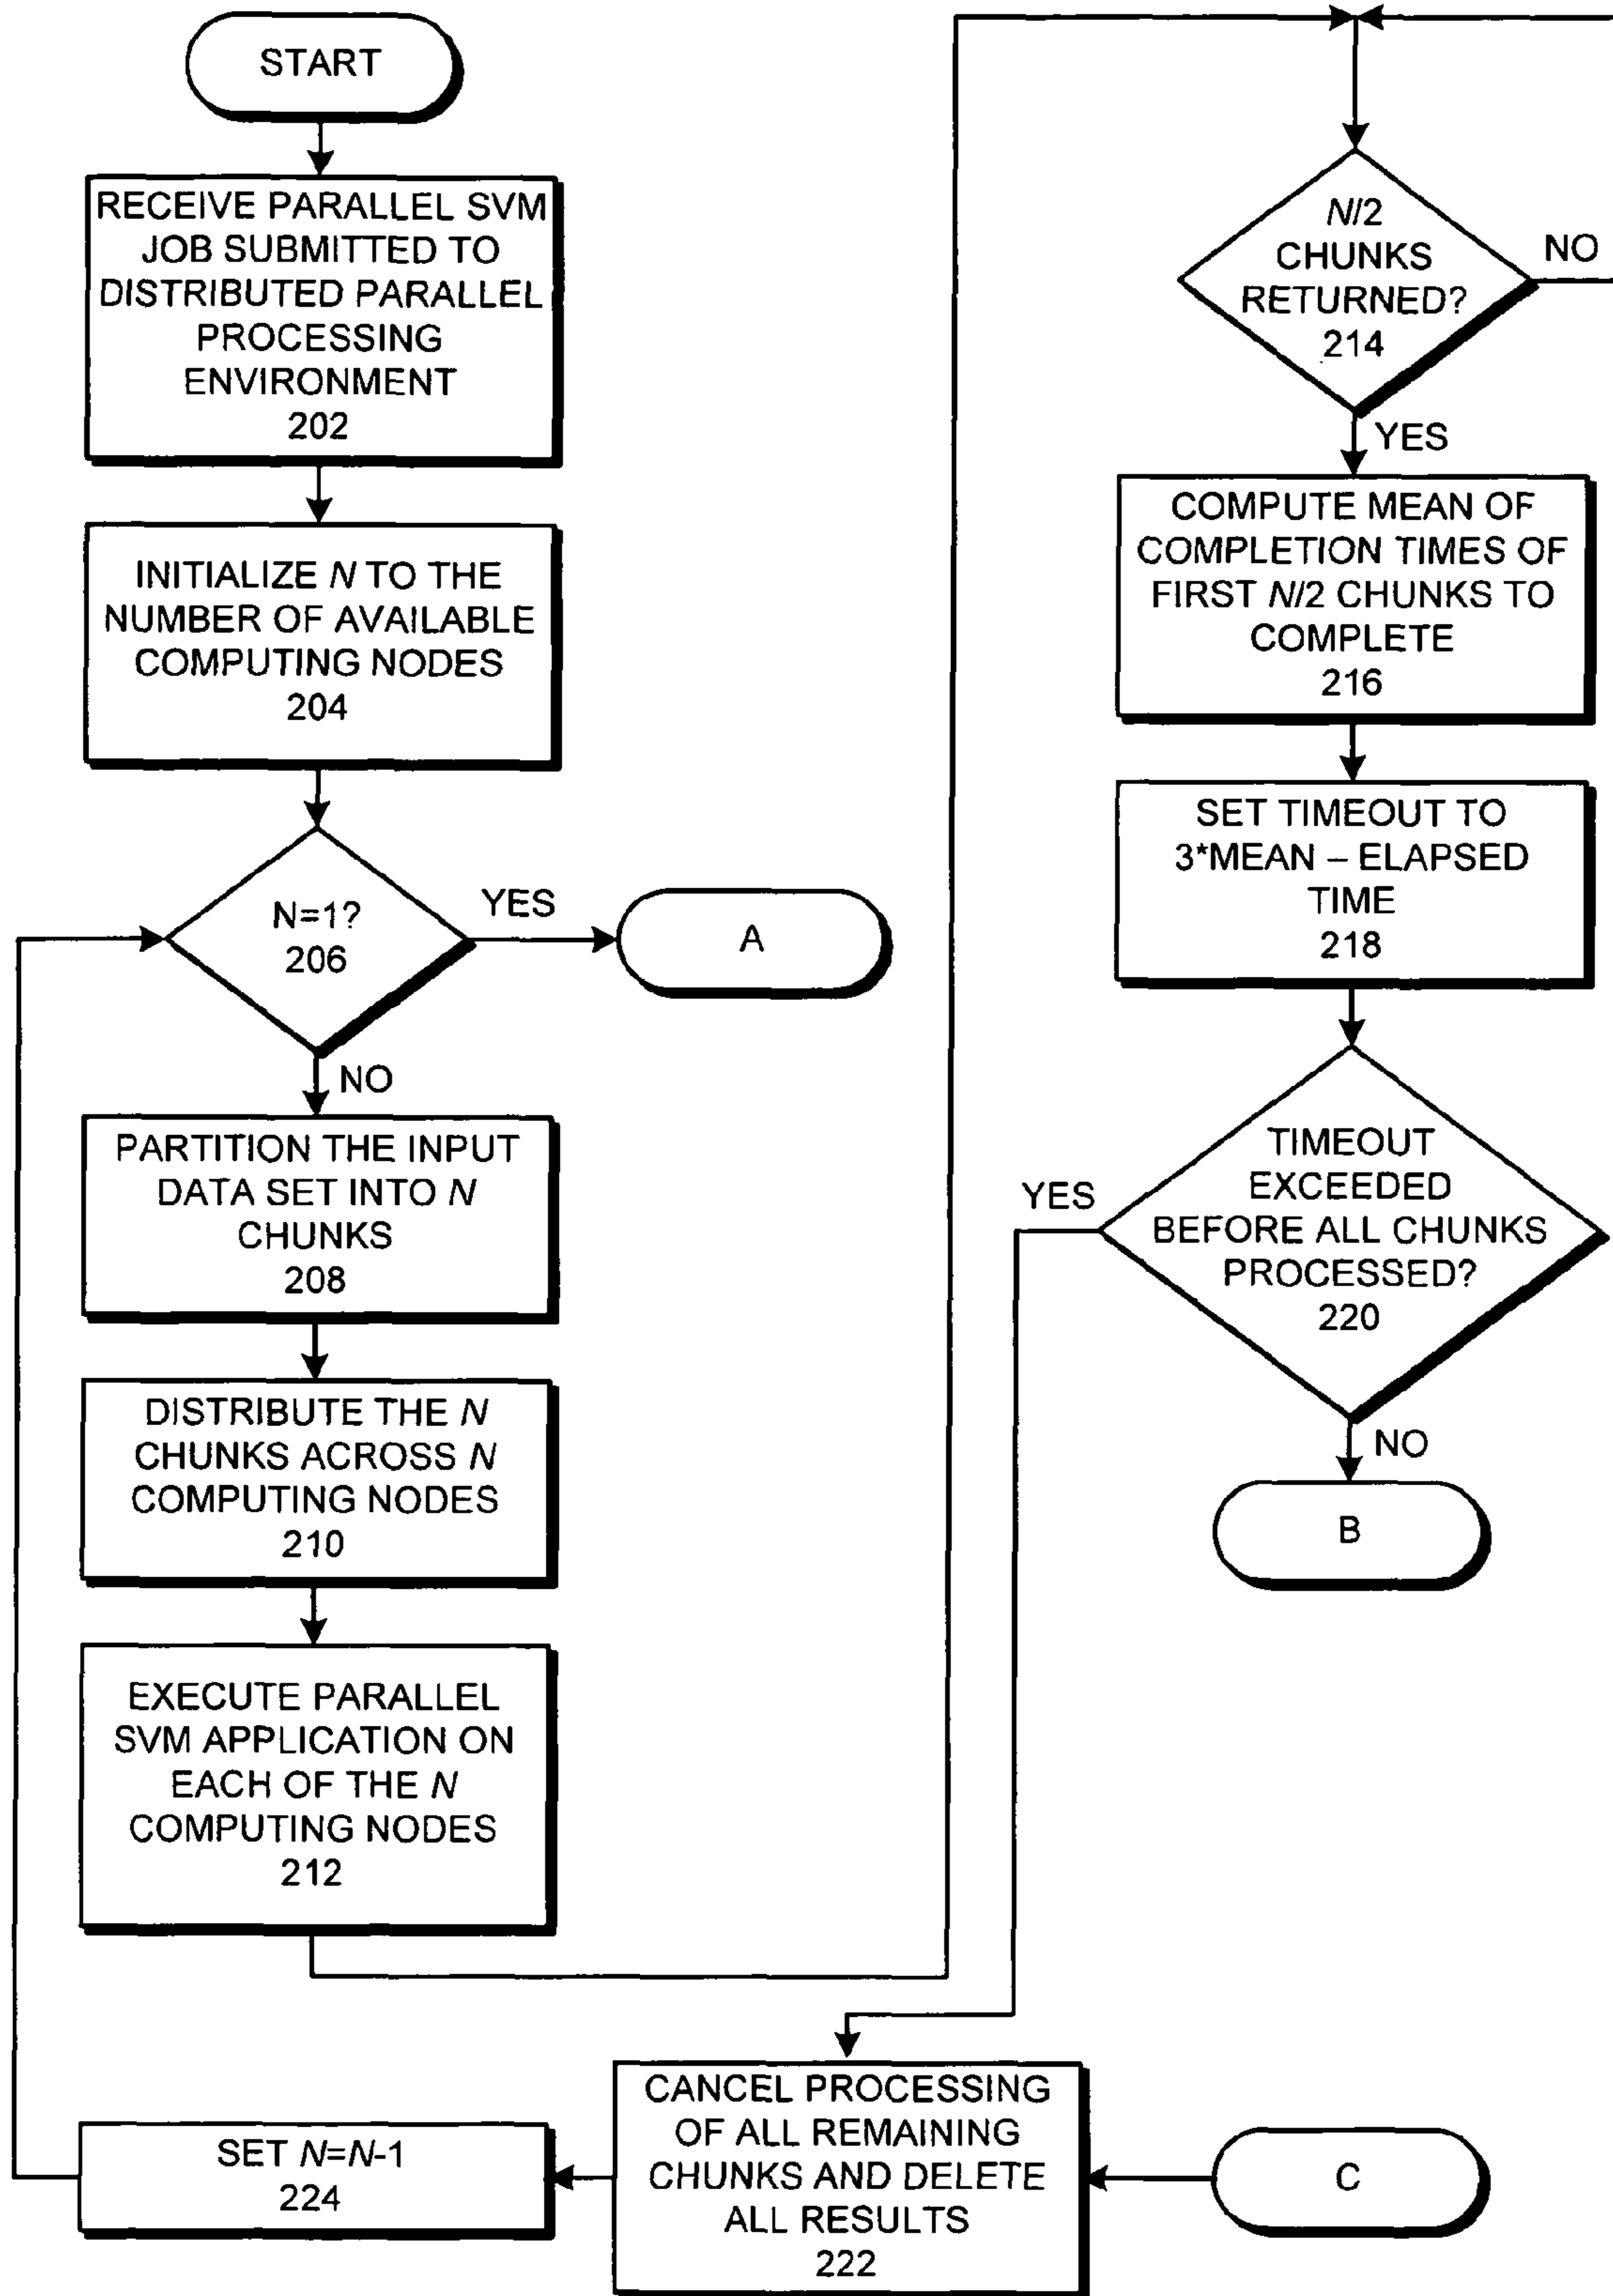 START
RECEIVE PARALLEL SVM
JOB SUBMITTED TO
DISTRIBUTED PARALLEL
PROCESSING
ENVIRONMENT
202
INITIALIZE N TO THE
NUMBER OF AVAILABLE
COMPUTING NODES
204
N=1?
206
YES
A
NO
PARTITION THE INPUT
DATA SET INTO N
CHUNKS
208
DISTRIBUTE THE N
CHUNKS ACROSS N
COMPUTING NODES
210
EXECUTE PARALLEL
SVM APPLICATION ON
EACH OF THE N
COMPUTING NODES
212
N/2
CHUNKS
RETURNED?
214
NO
YES
COMPUTE MEAN OF
COMPLETION TIMES OF
FIRST N/2 CHUNKS TO
COMPLETE
216
SET TIMEOUT TO
3*MEAN – ELAPSED
TIME
218
TIMEOUT
EXCEEDED
BEFORE ALL CHUNKS
PROCESSED?
220
YES
NO
B
CANCEL PROCESSING
OF ALL REMAINING
CHUNKS AND DELETE
ALL RESULTS
222
C
SET N=N-1
224